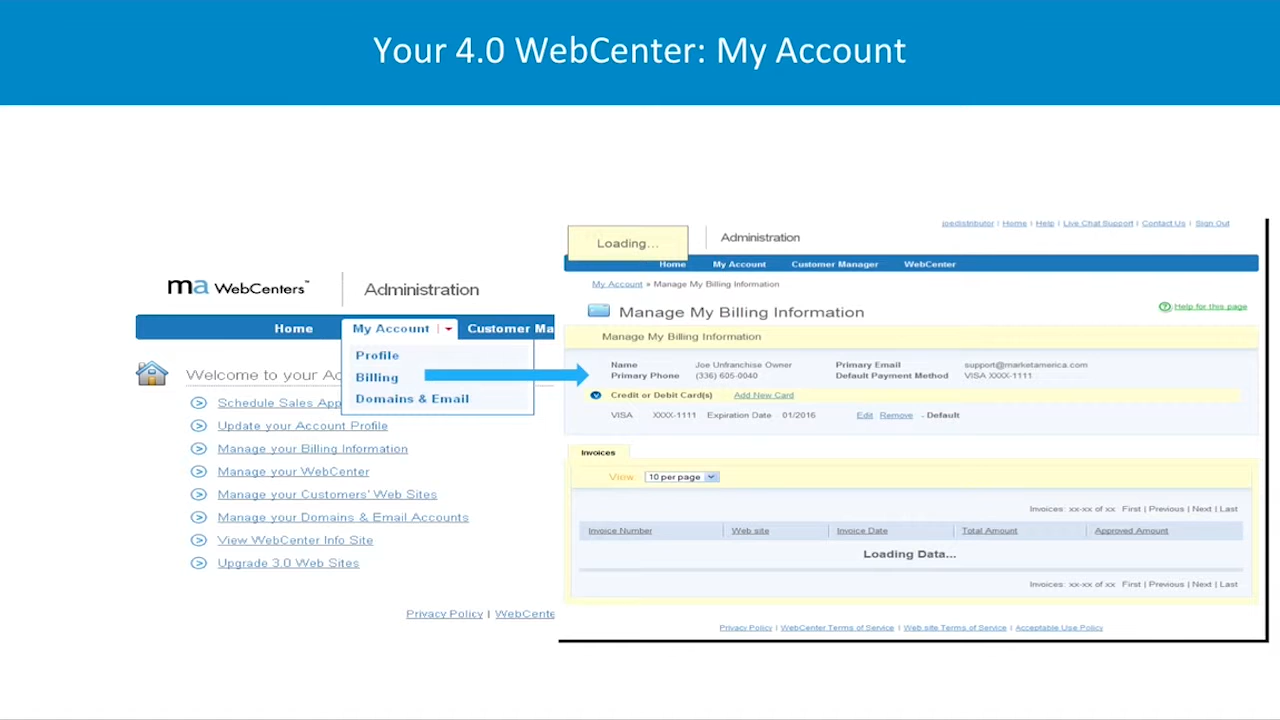 Your 4.0 WebCenter: My Account
ma WebCenters™
Administration
Home My Account Customer Ma
Profile
Billing
Domains & Email
Welcome to your Ac
Schedule Sales App
Update your Account Profile
Manage your Billing Information
Manage your WebCenter
Manage your Customers' Web Sites
Manage your Domains & Email Accounts
View WebCenter Info Site
Upgrade 3.0 Web Sites
Privacy Policy | WebCente
joedistributor | Home | Help | Live Chat Support | Contact Us | Sign Out
Loading...
Administration
Home My Account Customer Manager WebCenter
My Account » Manage My Billing Information
Manage My Billing Information
Help for this page
Manage My Billing Information
Name Joe Unfranchise Owner Primary Email support@marketamerica.com
Primary Phone (336) 605-0040 Default Payment Method VISA XXXX-1111
Credit or Debit Card(s) Add New Card
VISA XXXX-1111 Expiration Date 01/2016 Edit Remove - Default
Invoices
View 10 per page
Invoices: xx-xx of xx First | Previous | Next | Last
Invoice Number Web site Invoice Date Total Amount Approved Amount
Loading Data...
Invoices: xx-xx of xx First | Previous | Next | Last
Privacy Policy | WebCenter Terms of Service | Web site Terms of Service | Acceptable Use Policy